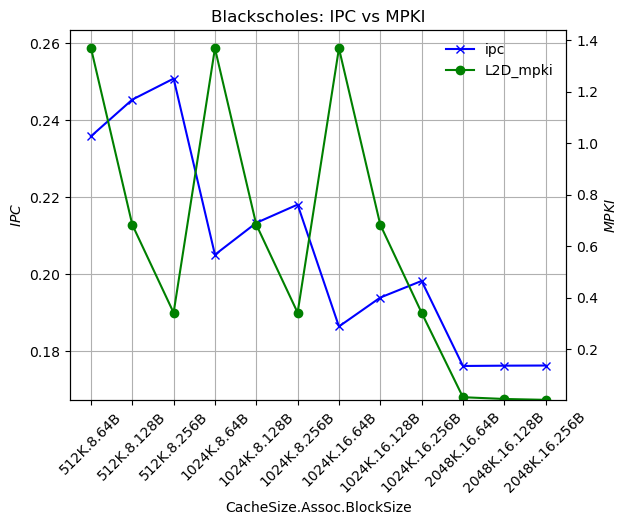 Blackscholes: IPC vs MPKI
ipc
L2D_mpki
0.26
0.24
0.22
0.20
0.18
IPC
1.4
1.2
1.0
0.8
0.6
0.4
0.2
MPKI
512K.8.64B
512K.8.128B
512K.8.256B
1024K.8.64B
1024K.8.128B
1024K.8.256B
1024K.16.64B
1024K.16.128B
1024K.16.256B
2048K.16.64B
2048K.16.128B
2048K.16.256B
CacheSize.Assoc.BlockSize